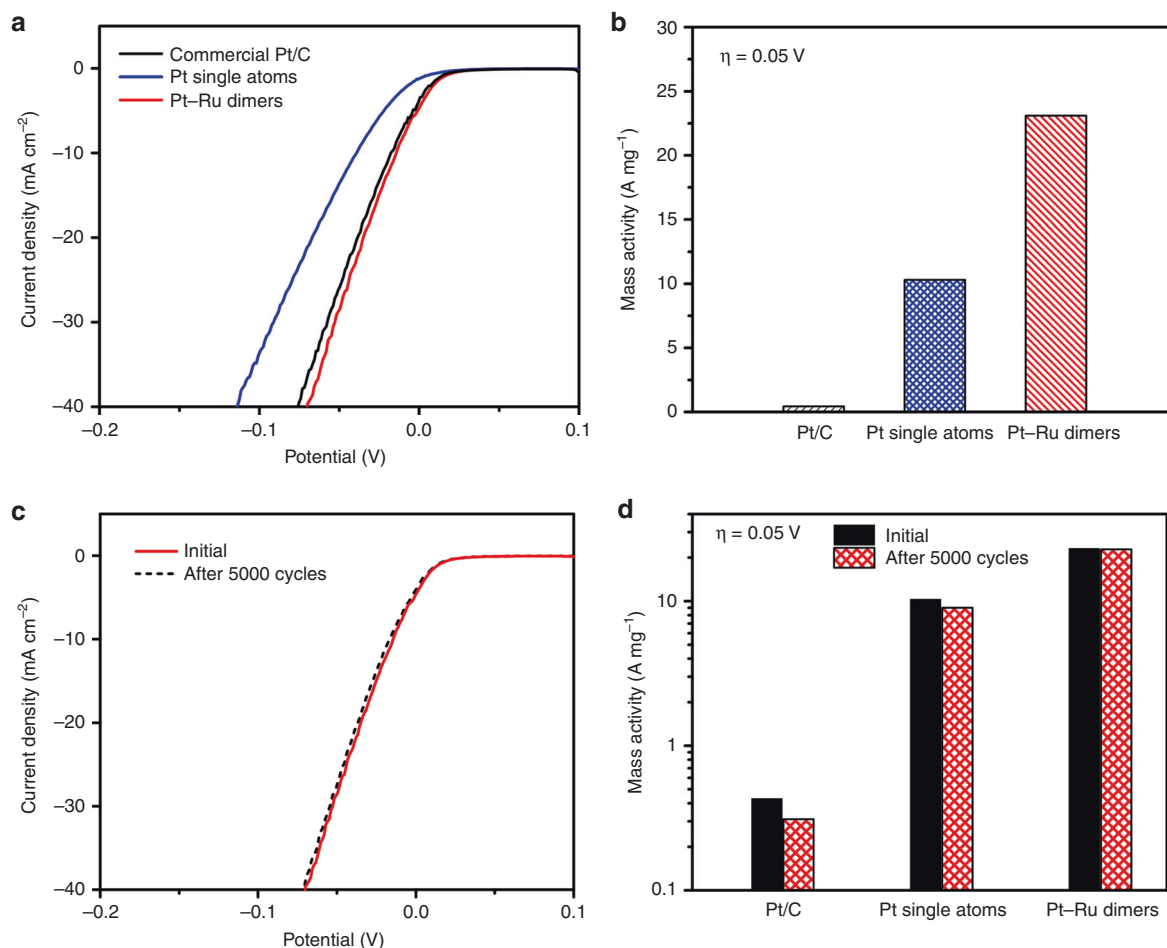 a
Commercial Pt/C
Pt single atoms
Pt–Ru dimers
0
–10
–20
–30
–40
–0.2
–0.1
0.0
0.1
Current density (mA cm⁻²)
Potential (V)
b
η = 0.05 V
30
25
20
15
10
5
0
Mass activity (A mg⁻¹)
Pt/C
Pt single atoms
Pt–Ru dimers
c
Initial
After 5000 cycles
0
–10
–20
–30
–40
–0.2
–0.1
0.0
0.1
Current density (mA cm⁻²)
Potential (V)
d
η = 0.05 V
Initial
After 5000 cycles
10
1
0.1
Mass activity (A mg⁻¹)
Pt/C
Pt single atoms
Pt–Ru dimers